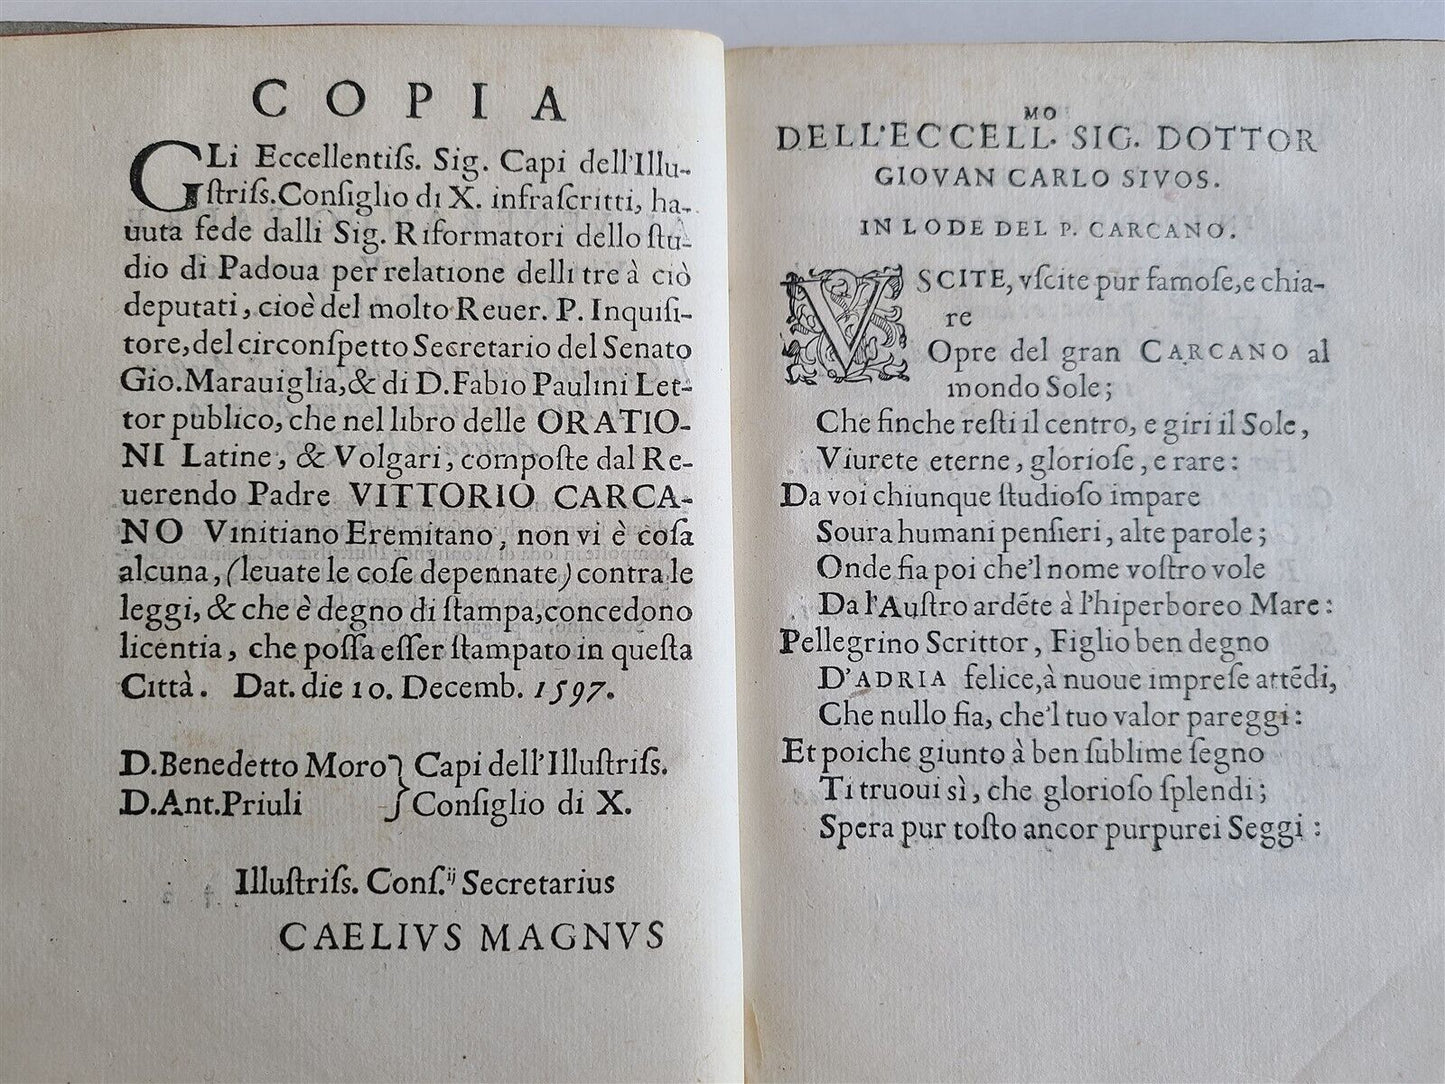 COPIA
GLi Eccellentiſs. Sig. Capi dell'Illu-
ſtriſs. Conſiglio di X. infraſcritti, ha-
uuta fede dalli Sig. Riformatori dello ſtu-
dio di Padoua per relatione delli tre à ciò
deputati, cioè del molto Reuer. P. Inquiſi-
tore, del circonſpetto Secretario del Senato
Gio. Marauiglia, & di D. Fabio Paulini Let-
tor publico, che nel libro delle ORATIO-
NI Latine, & Volgari, compoſte dal Re-
uerendo Padre VITTORIO CARCA-
NO Vinitiano Eremitano, non vi è coſa
alcuna, (leuate le coſe depennate) contra le
leggi, & che è degno di ſtampa, concedono
licentia, che poſſa eſſer ſtampato in queſta
Città. Dat. die 10. Decemb. 1597.
D. Benedetto Moro } Capi dell'Illuſtriſs.
D. Ant. Priuli } Conſiglio di X.
Illuſtriſs. Conſ.ij Secretarius
CAELIVS MAGNVS
DELL'ECCELL.MO SIG. DOTTOR
GIOVAN CARLO SIVOS.
IN LODE DEL P. CARCANO.
VSCITE, vſcite pur famoſe, e chia-
re
Opre del gran CARCANO al
mondo Sole;
Che finche reſti il centro, e giri il Sole,
Viurete eterne, glorioſe, e rare:
Da voi chiunque ſtudioſo impare
Soura humani penſieri, alte parole;
Onde fia poi che'l nome voſtro vole
Da l'Auſtro ardẽte à l'hiperboreo Mare:
Pellegrino Scrittor, Figlio ben degno
D'ADRIA felice, à nuoue impreſe attẽdi,
Che nullo fia, che'l tuo valor pareggi:
Et poiche giunto à ben ſublime ſegno
Ti truoui sì, che glorioſo ſplendi;
Spera pur toſto ancor purpurei Seggi: